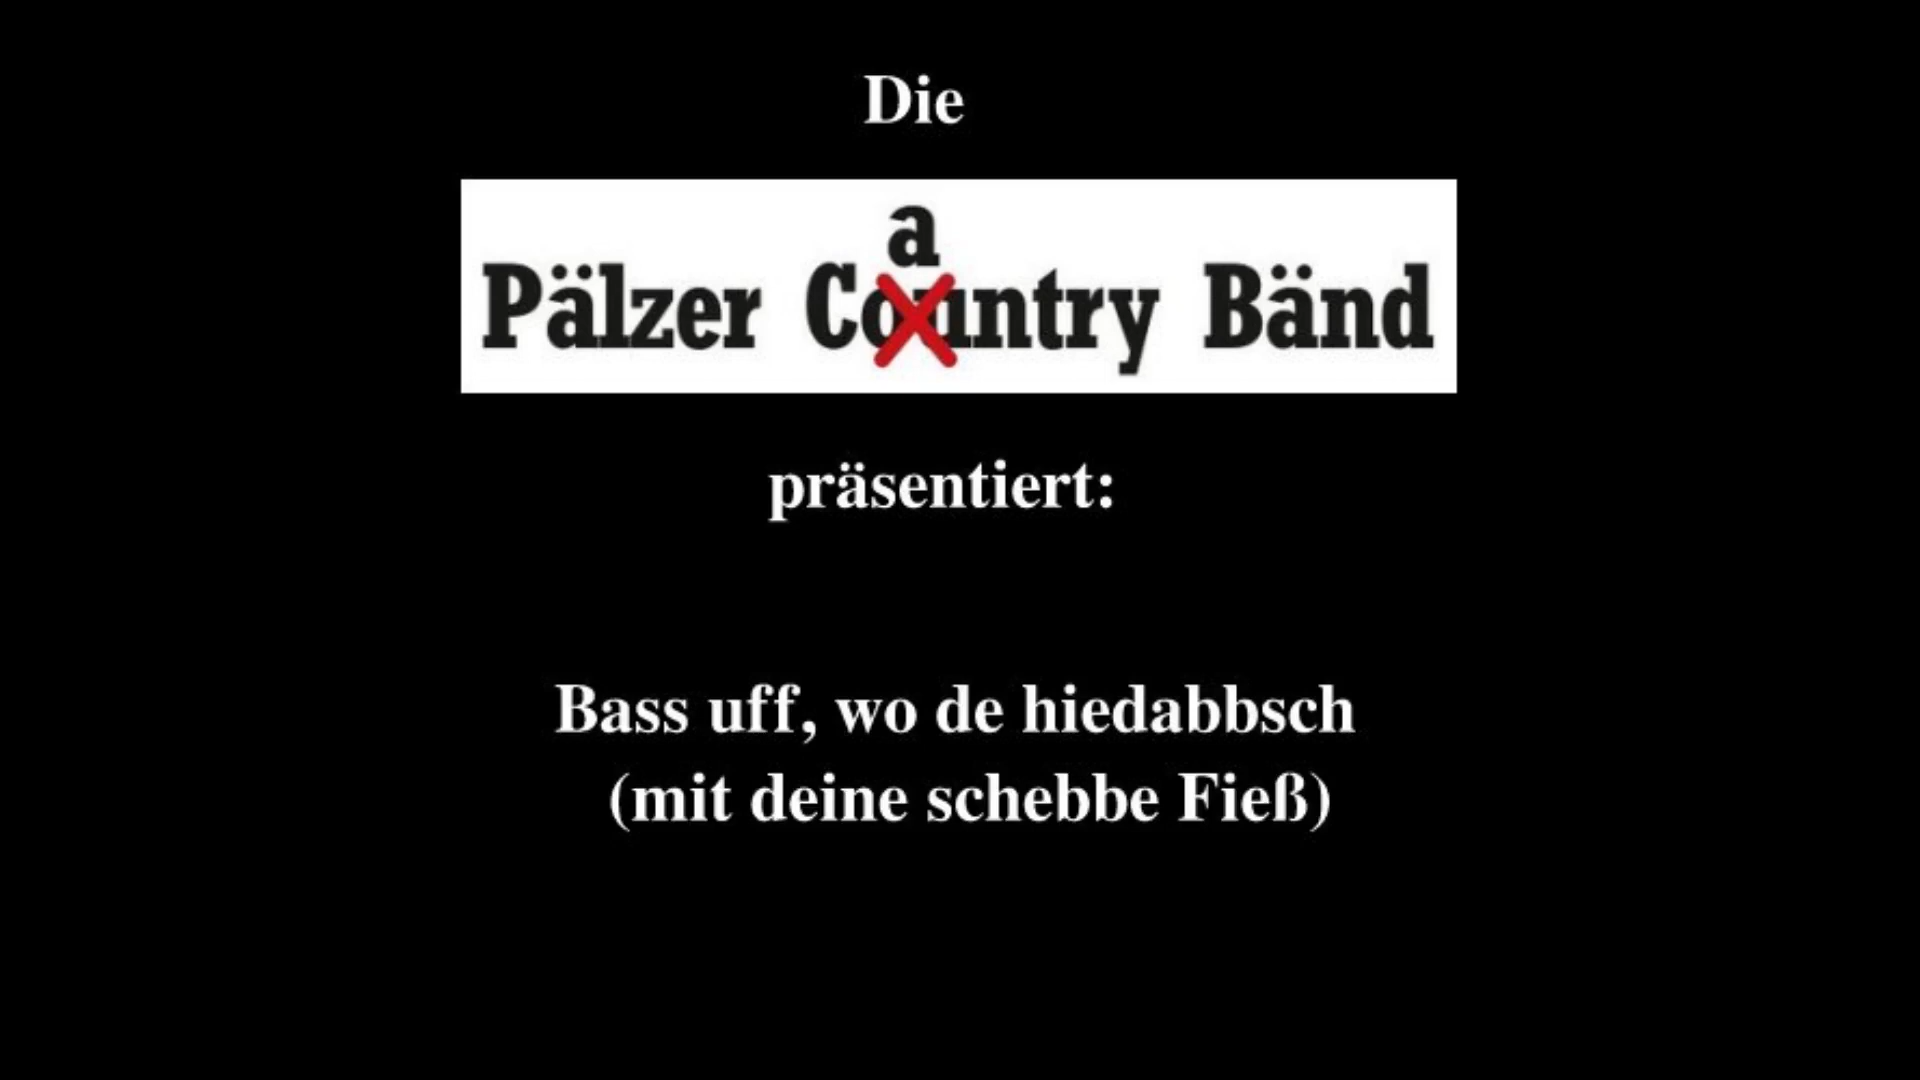 Die
a
Pälzer Country Bänd
präsentiert:
Bass uff, wo de hiedabbsch
(mit deine schebbe Fieß)